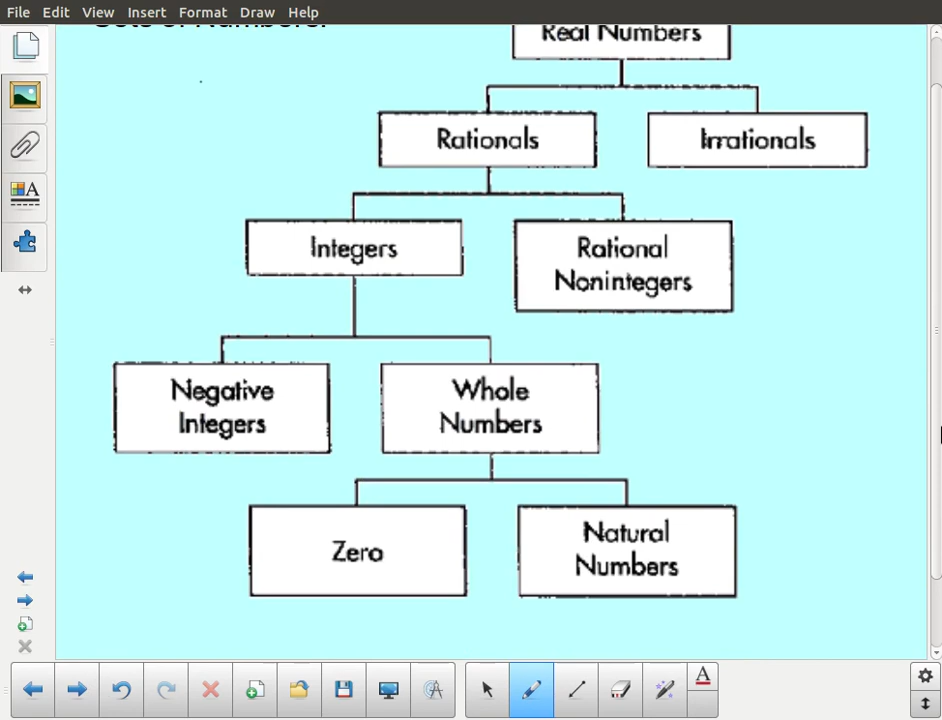 File Edit View Insert Format Draw Help
Real Numbers
Rationals
Irrationals
Integers
Rational
Nonintegers
Negative
Integers
Whole
Numbers
Zero
Natural
Numbers
A
A